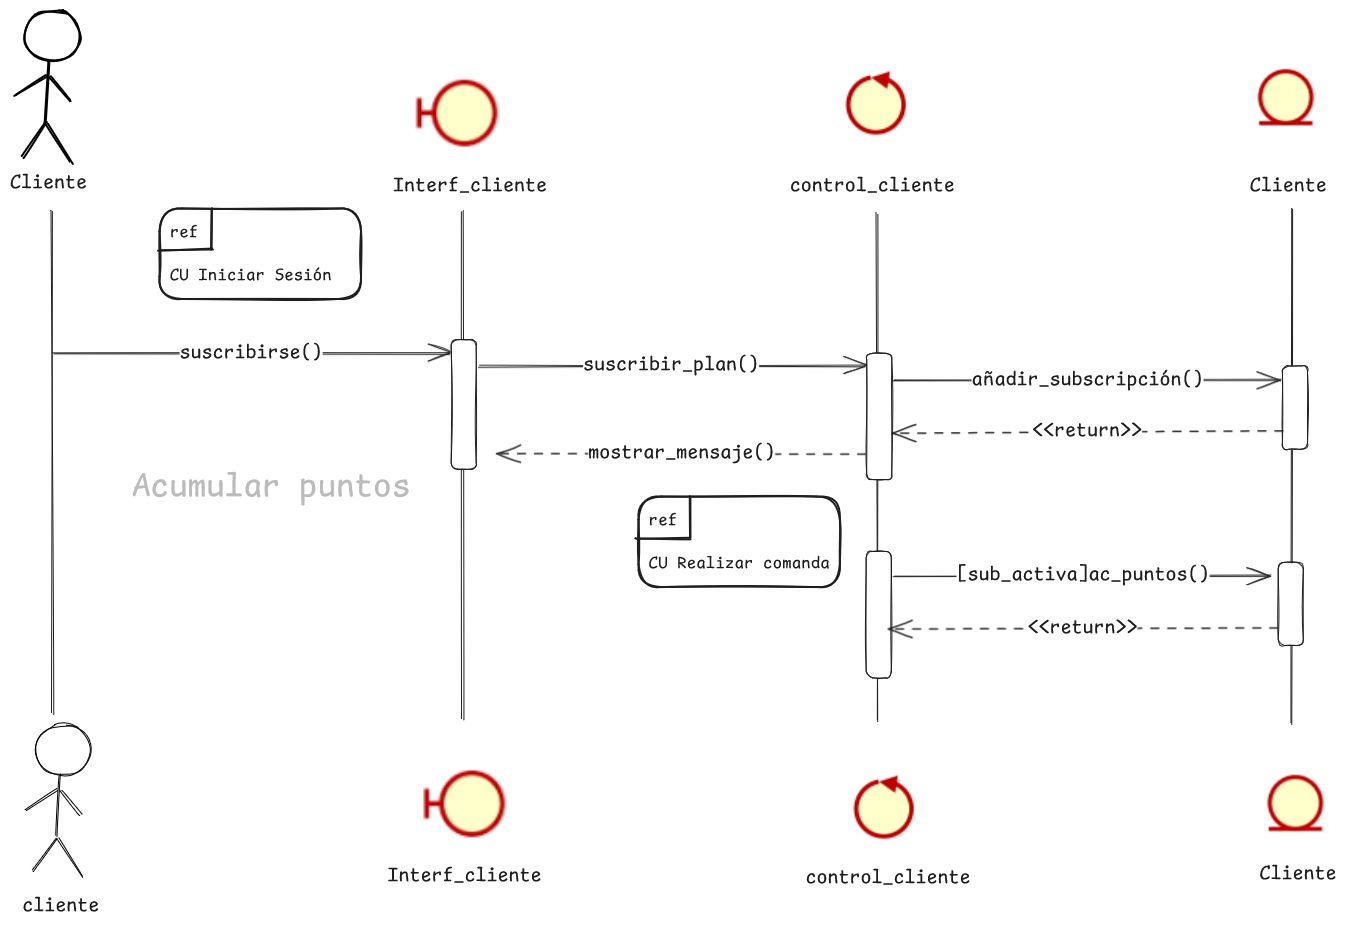 Cliente
Interf_cliente
control_cliente
Cliente
ref
CU Iniciar Sesión
suscribirse()
suscribir_plan()
añadir_subscripción()
<<return>>
mostrar_mensaje()
Acumular puntos
ref
CU Realizar comanda
[sub_activa]ac_puntos()
<<return>>
cliente
Interf_cliente
control_cliente
Cliente